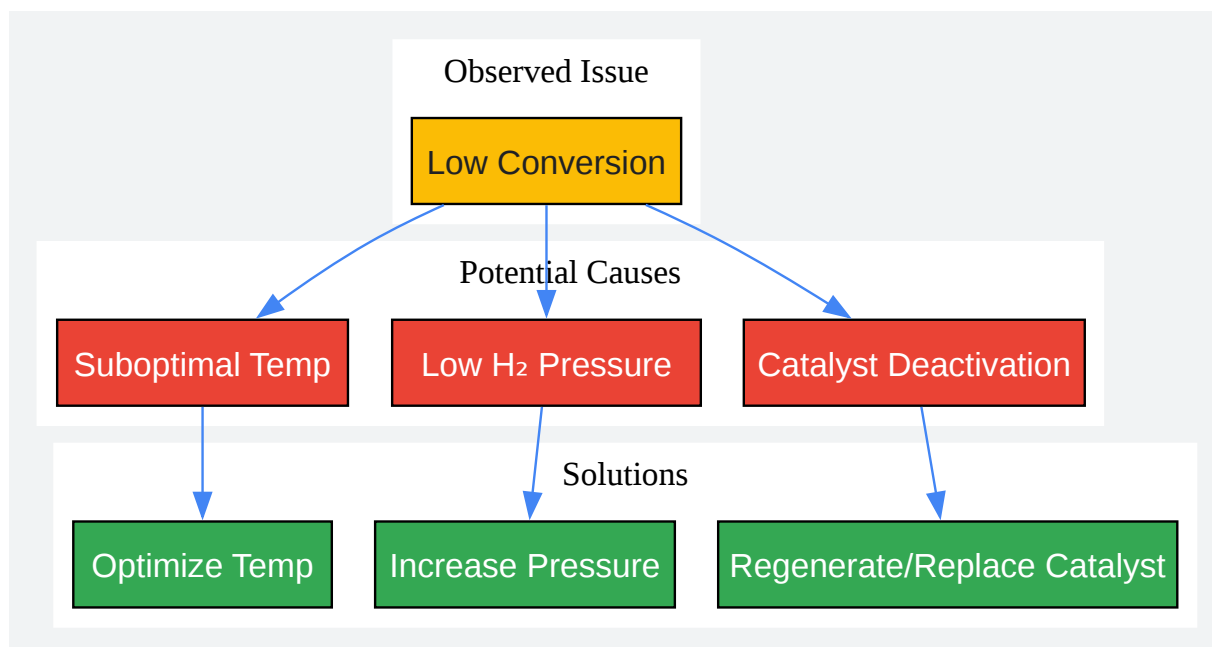 Observed Issue
Low Conversion
Potential Causes
Suboptimal Temp
Low H₂ Pressure
Catalyst Deactivation
Solutions
Optimize Temp
Increase Pressure
Regenerate/Replace Catalyst